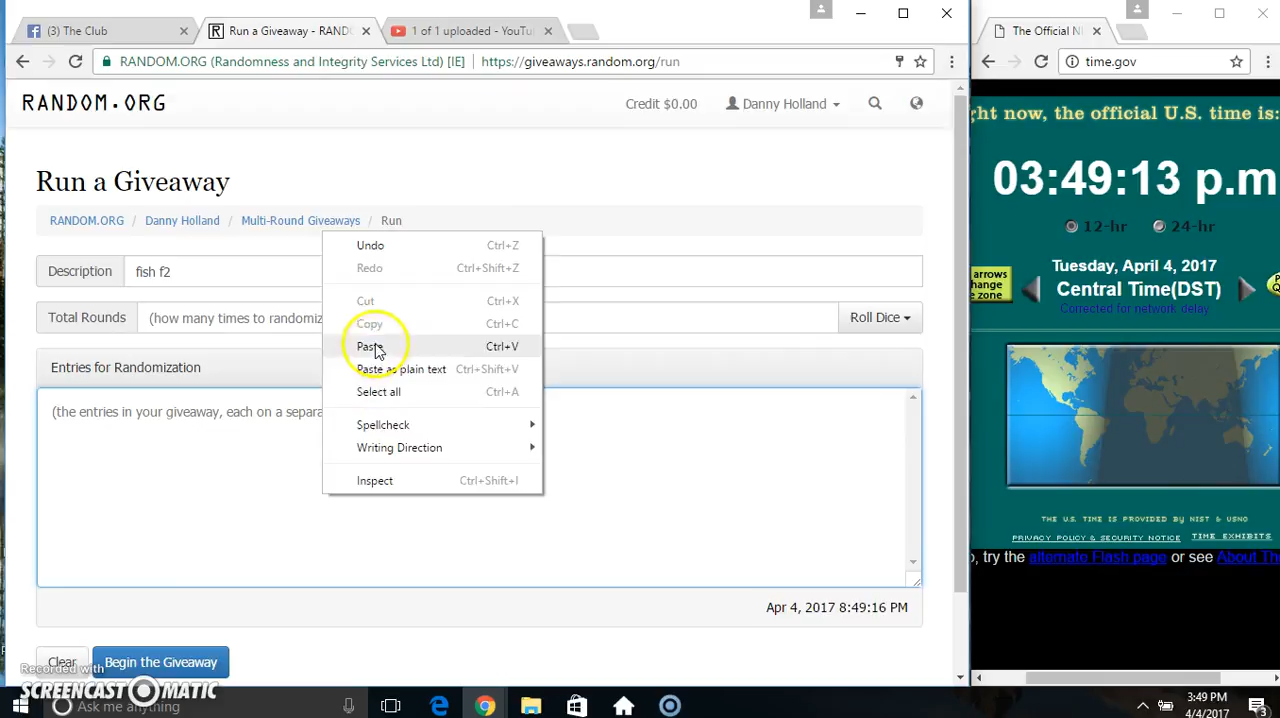 (3) The Club
Run a Giveaway - RAND
1 of 1 uploaded - YouTu
RANDOM.ORG (Randomness and Integrity Services Ltd) [IE]
https://giveaways.random.org/run
RANDOM.ORG
Credit $0.00
Danny Holland
Run a Giveaway
RANDOM.ORG / Danny Holland / Multi-Round Giveaways / Run
Description
fish f2
Total Rounds
(how many times to randomiz
Roll Dice
Entries for Randomization
(the entries in your giveaway, each on a separa
Undo Ctrl+Z
Redo Ctrl+Shift+Z
Cut Ctrl+X
Copy Ctrl+C
Paste Ctrl+V
Paste as plain text Ctrl+Shift+V
Select all Ctrl+A
Spellcheck
Writing Direction
Inspect Ctrl+Shift+I
Apr 4, 2017 8:49:16 PM
Clear
Begin the Giveaway
Recorded with
SCREENCAST-O-MATIC
Ask me anything
The Official NI
time.gov
ght now, the official U.S. time is:
03:49:13 p.m
12-hr
24-hr
arrows
hange
e zone
Tuesday, April 4, 2017
Central Time(DST)
Corrected for network delay
THE U.S. TIME IS PROVIDED BY NIST & USNO
PRIVACY POLICY & SECURITY NOTICE
TIME EXHIBITS
o, try the alternate Flash page or see About The
3:49 PM
4/4/2017
3